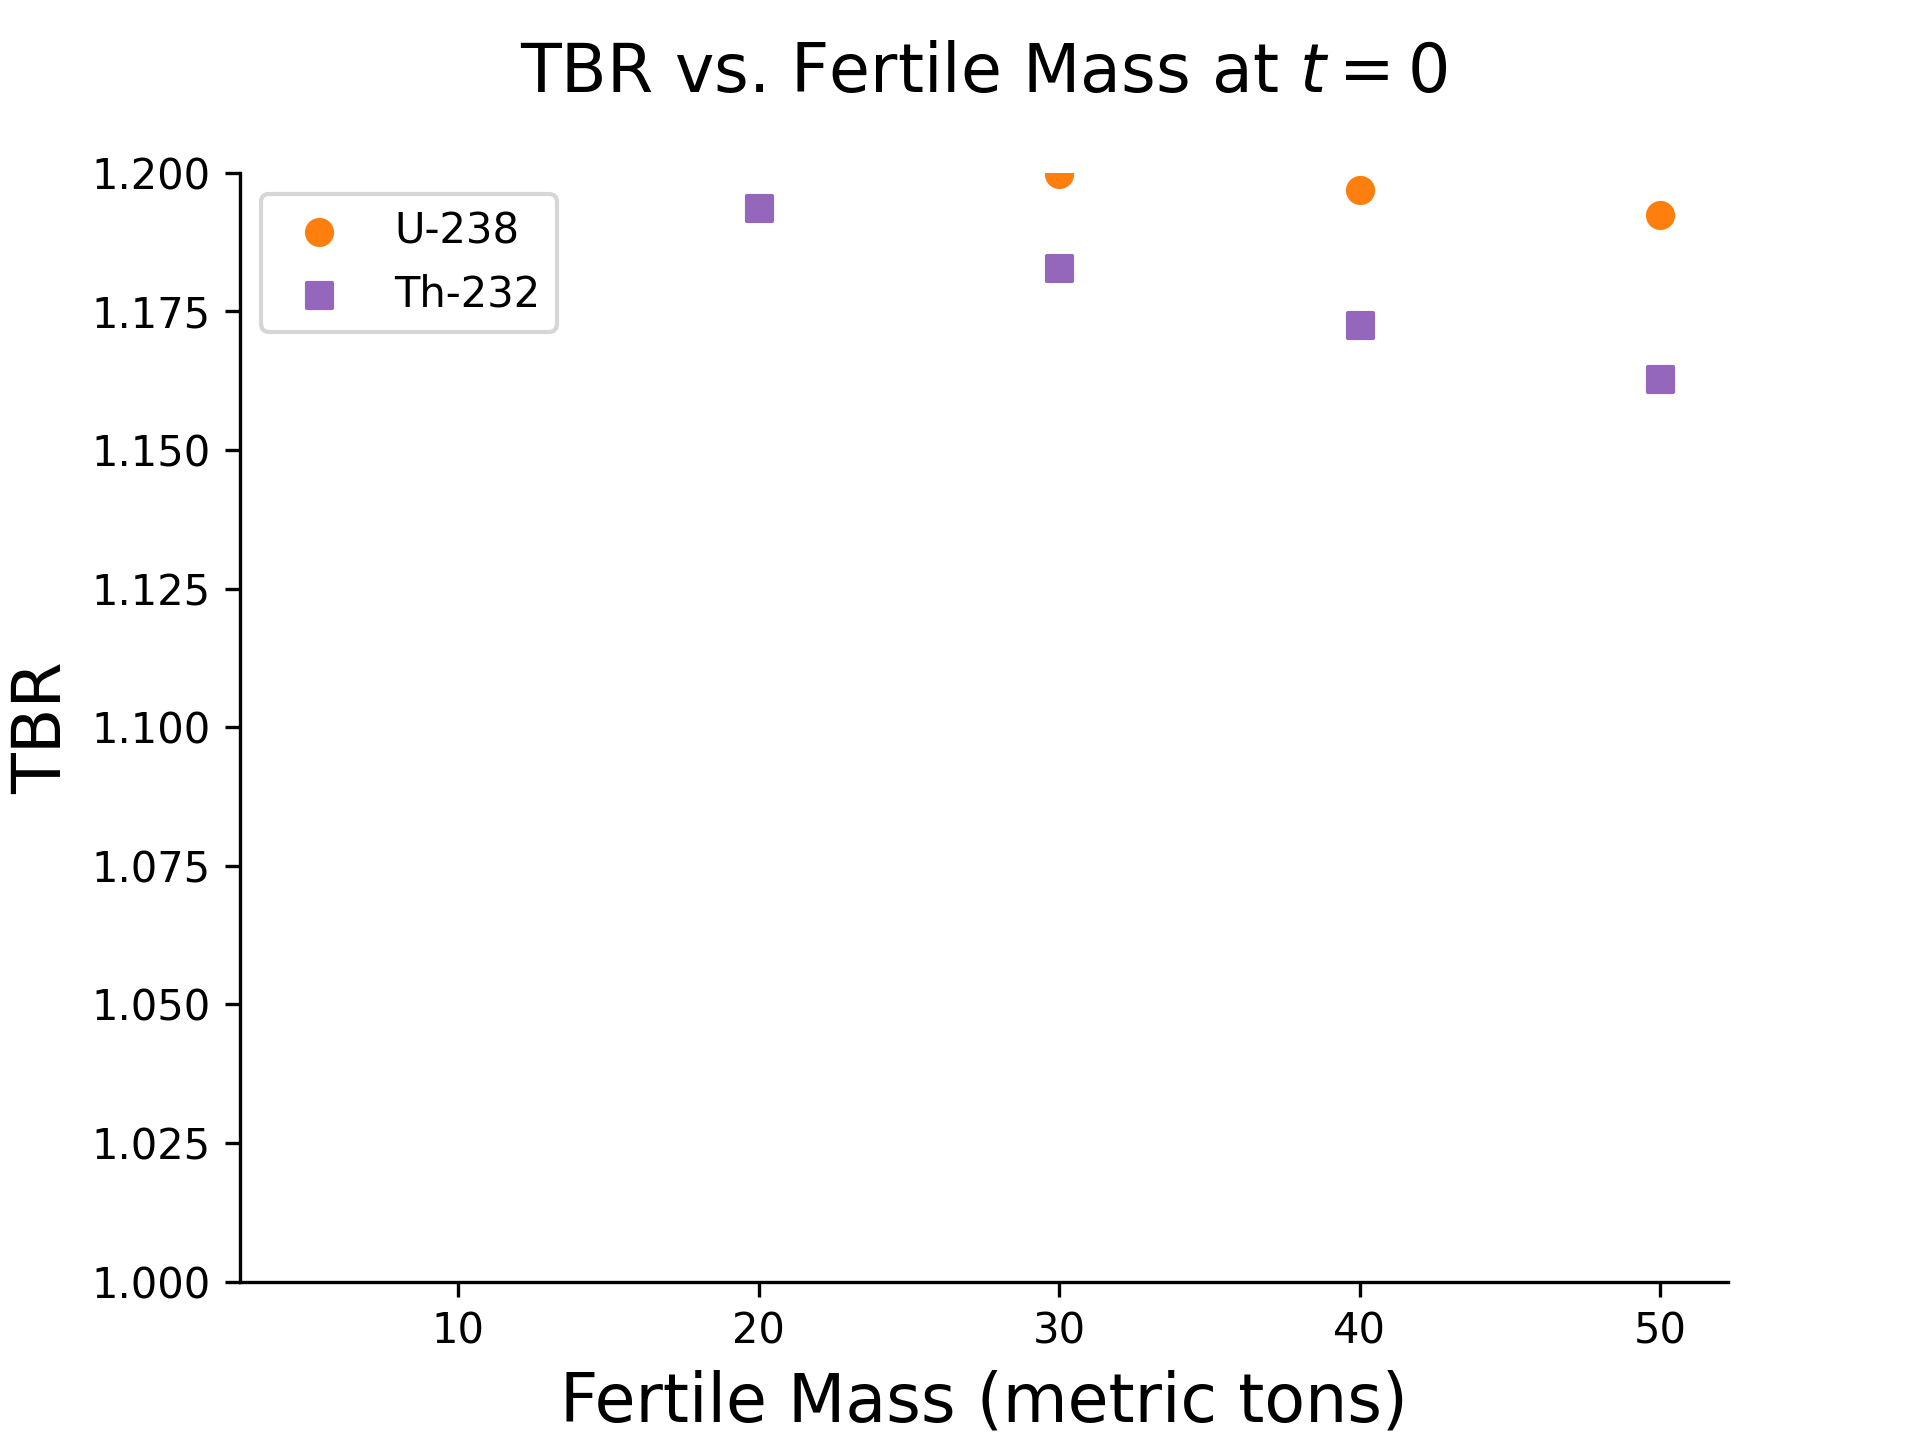 TBR vs. Fertile Mass at t = 0
1.200
1.175
1.150
1.125
1.100
1.075
1.050
1.025
1.000
TBR
U-238
Th-232
10 20 30 40 50
Fertile Mass (metric tons)